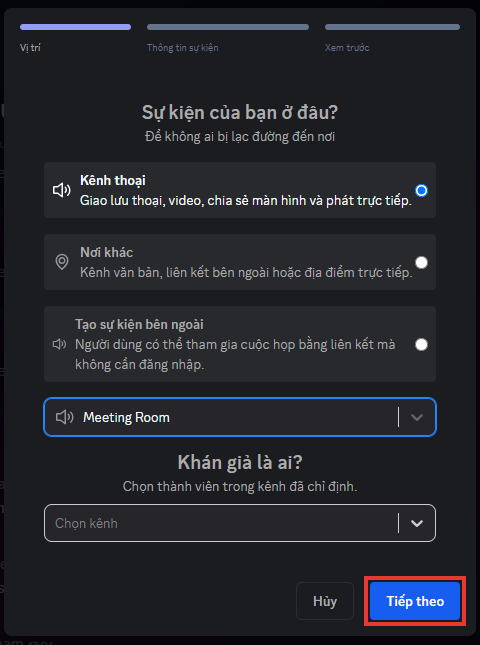 Vị trí
Thông tin sự kiện
Xem trước
Sự kiện của bạn ở đâu?
Để không ai bị lạc đường đến nơi
Kênh thoại
Giao lưu thoại, video, chia sẻ màn hình và phát trực tiếp.
Nơi khác
Kênh văn bản, liên kết bên ngoài hoặc địa điểm trực tiếp.
Tạo sự kiện bên ngoài
Người dùng có thể tham gia cuộc họp bằng liên kết mà
không cần đăng nhập.
Meeting Room
Khán giả là ai?
Chọn thành viên trong kênh đã chỉ định.
Chọn kênh
Hủy
Tiếp theo